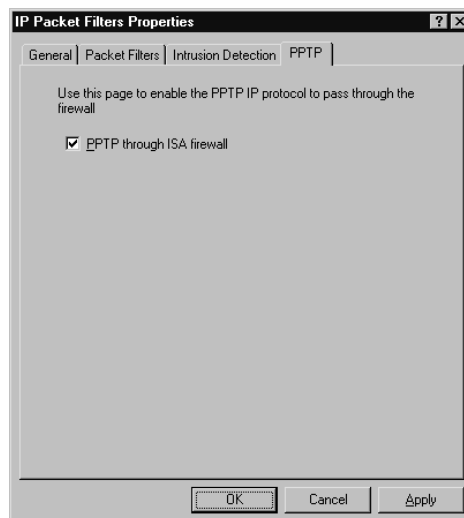 IP Packet Filters Properties
General Packet Filters Intrusion Detection PPTP
Use this page to enable the PPTP IP protocol to pass through the
firewall
PPTP through ISA firewall
OK Cancel Apply